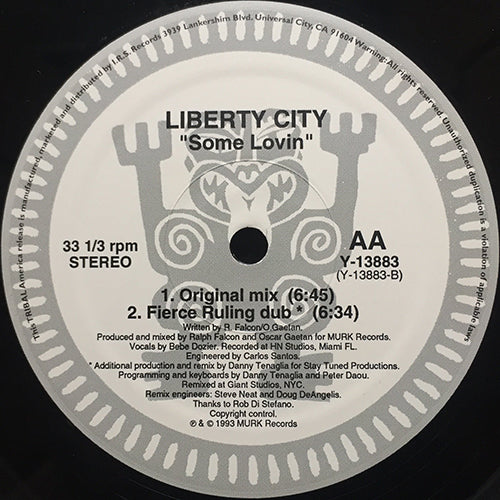 This TRIBAL America release is manufactured, marketed and distributed by I.R.S. Records 3939 Lankershim Blvd. Universal City, CA 91604 Warning: All rights reserved. Unauthorized duplication is a violation of applicable laws
LIBERTY CITY
"Some Lovin"
33 1/3 rpm
STEREO
AA
Y-13883
(Y-13883-B)
1. Original mix (6:45)
2. Fierce Ruling dub* (6:34)
Written by R. Falcon/O.Gaetan.
Produced and mixed by Ralph Falcon and Oscar Gaetan for MURK Records.
Vocals by Bebe Dozier. Recorded at HN Studios, Miami FL.
Engineered by Carlos Santos.
* Additional production and remix by Danny Tenaglia for Stay Tuned Productions.
Programming and keyboards by Danny Tenaglia and Peter Daou.
Remixed at Giant Studios, NYC.
Remix engineers: Steve Neat and Doug DeAngelis.
Thanks to Rob Di Stefano.
Copyright control.
℗ & © 1993 MURK Records